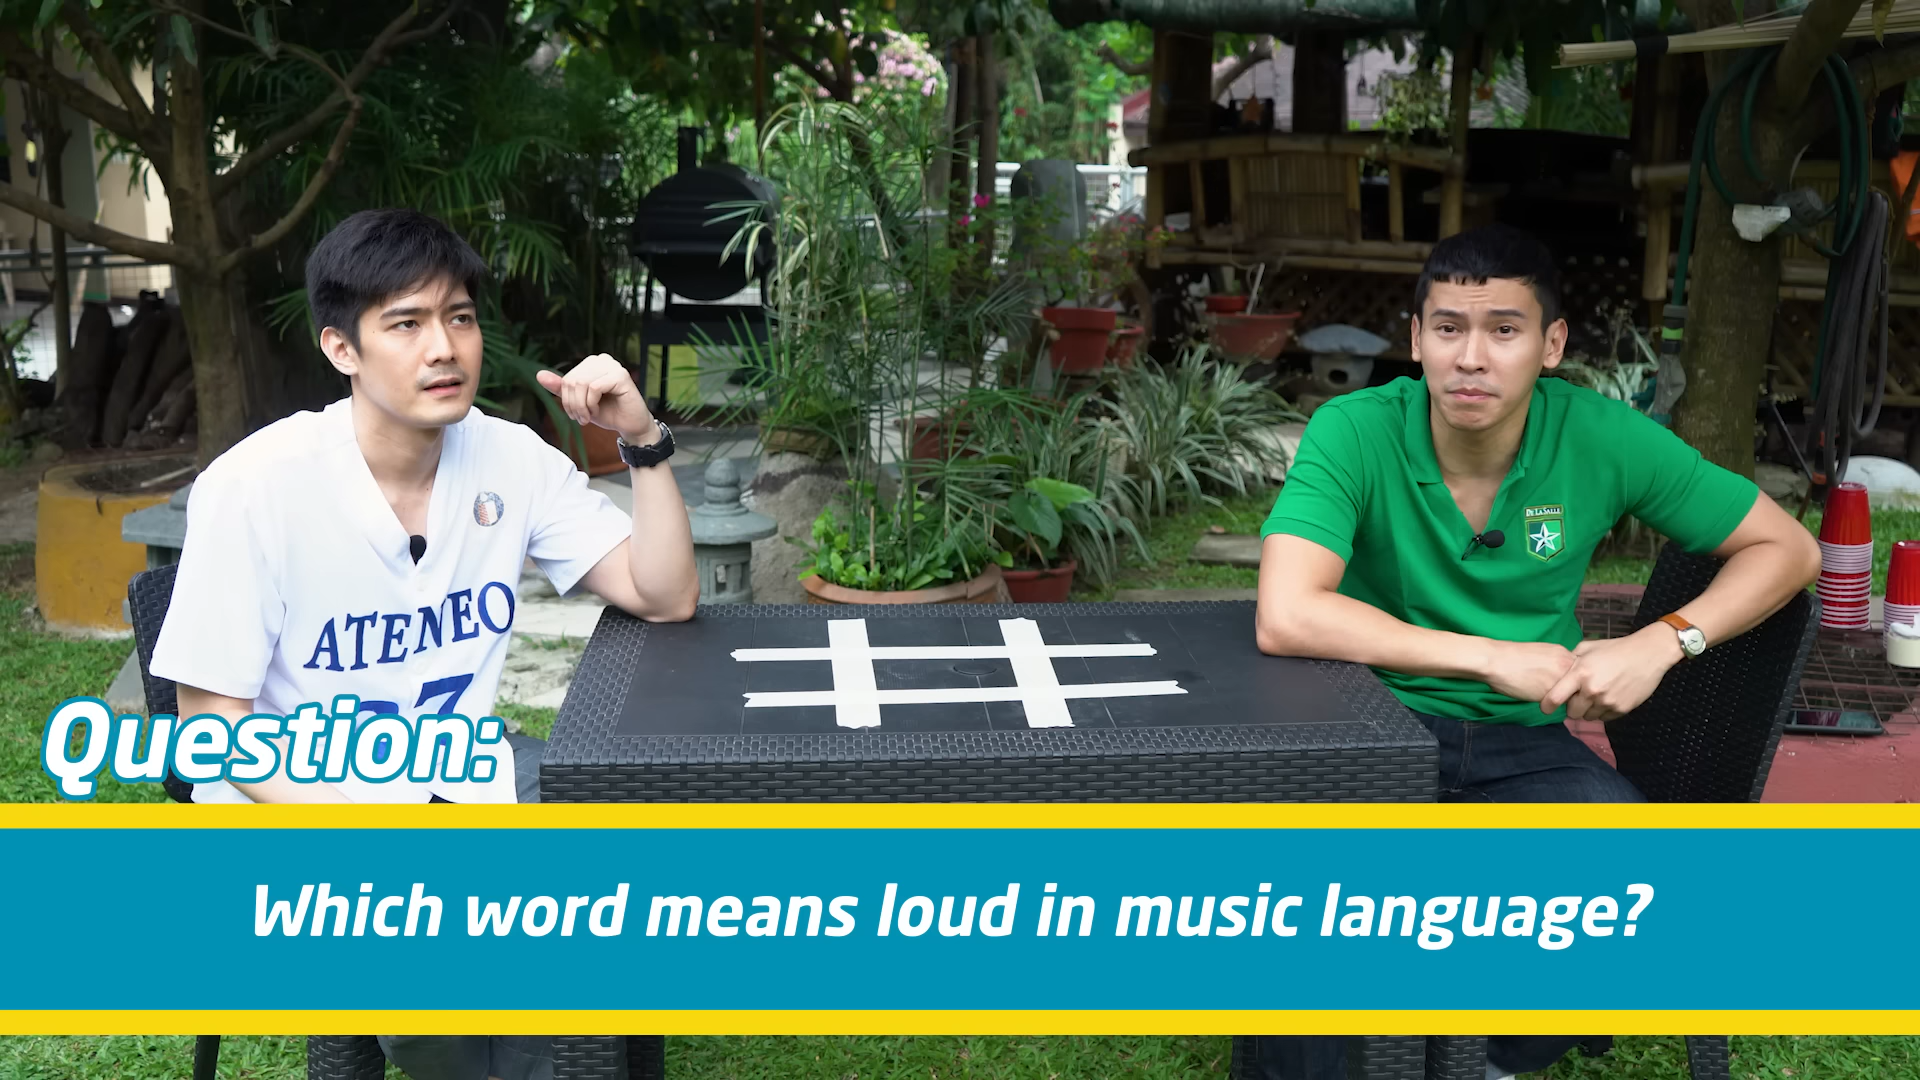 ATENEO
DE LA SALLE
Question:
Which word means loud in music language?